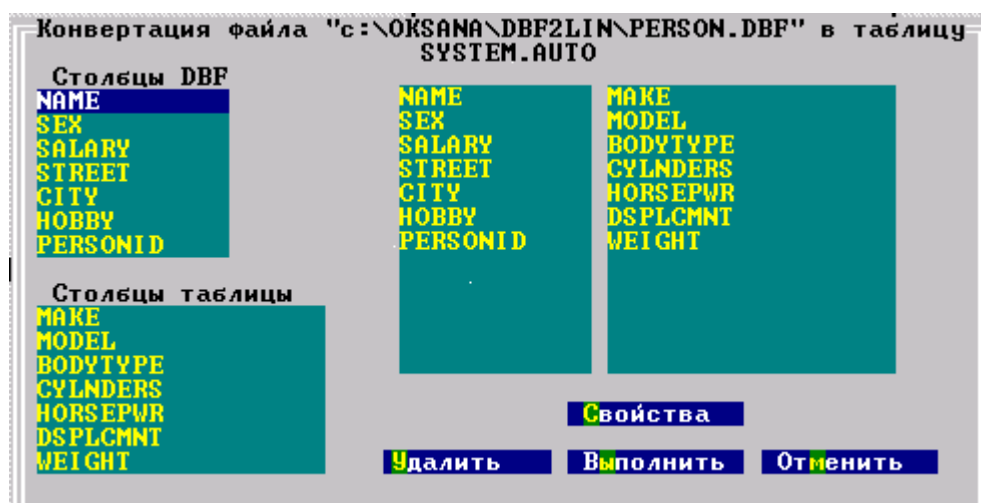 Конвертация файла "c:\OKSANA\DBF2LIN\PERSON.DBF" в таблицу
SYSTEM.AUTO
Столбцы DBF
NAME
SEX
SALARY
STREET
CITY
HOBBY
PERSONID
Столбцы таблицы
MAKE
MODEL
BODYTYPE
CYLNDERS
HORSEPWR
DSPLCMNT
WEIGHT
NAME MAKE
SEX MODEL
SALARY BODYTYPE
STREET CYLNDERS
CITY HORSEPWR
HOBBY DSPLCMNT
PERSONID WEIGHT
Свойства
Удалить Выполнить Отменить